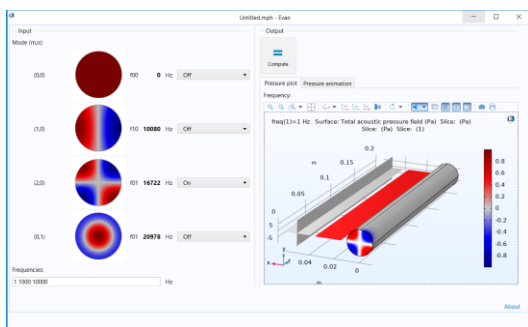 Untitled.mph - Evan
Input
Mode (m,n):
(0,0) f00 0 Hz Off
(1,0) f10 10080 Hz Off
(2,0) f01 16722 Hz On
(0,1) f01 20978 Hz Off
Frequencies:
1 1000 10000 Hz
Output
Compute
Pressure plot Pressure animation
Frequency:
freq(1)=1 Hz Surface: Total acoustic pressure field (Pa) Slice: (Pa)
Slice: (Pa) Slice: (1)
0.2
m
0.15
0.1
0.05
0
5
-5
y
x
z
0.04
0.02
0
m
0.8
0.6
0.4
0.2
0
-0.2
-0.4
-0.6
-0.8
About